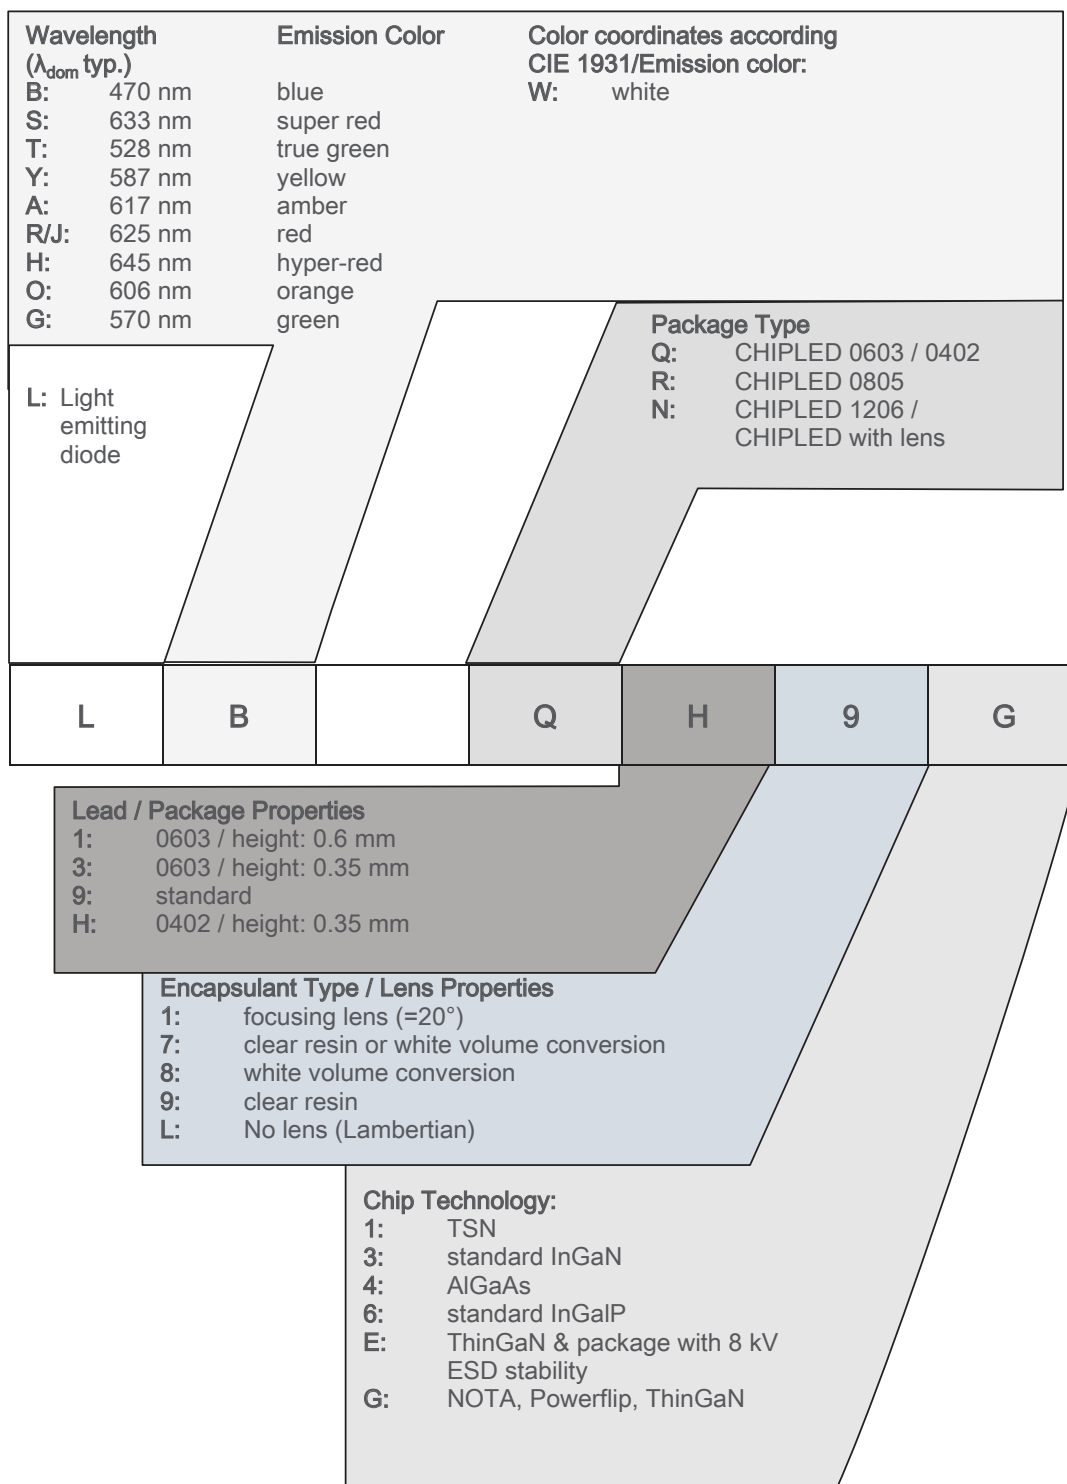 Wavelength Emission Color Color coordinates according
(λdom typ.) CIE 1931/Emission color:
B: 470 nm blue W: white
S: 633 nm super red
T: 528 nm true green
Y: 587 nm yellow
A: 617 nm amber
R/J: 625 nm red
H: 645 nm hyper-red
O: 606 nm orange
G: 570 nm green
Package Type
Q: CHIPLED 0603 / 0402
R: CHIPLED 0805
N: CHIPLED 1206 /
CHIPLED with lens
L: Light
emitting
diode
L B Q H 9 G
Lead / Package Properties
1: 0603 / height: 0.6 mm
3: 0603 / height: 0.35 mm
9: standard
H: 0402 / height: 0.35 mm
Encapsulant Type / Lens Properties
1: focusing lens (=20°)
7: clear resin or white volume conversion
8: white volume conversion
9: clear resin
L: No lens (Lambertian)
Chip Technology:
1: TSN
3: standard InGaN
4: AlGaAs
6: standard InGalP
E: ThinGaN & package with 8 kV
ESD stability
G: NOTA, Powerflip, ThinGaN